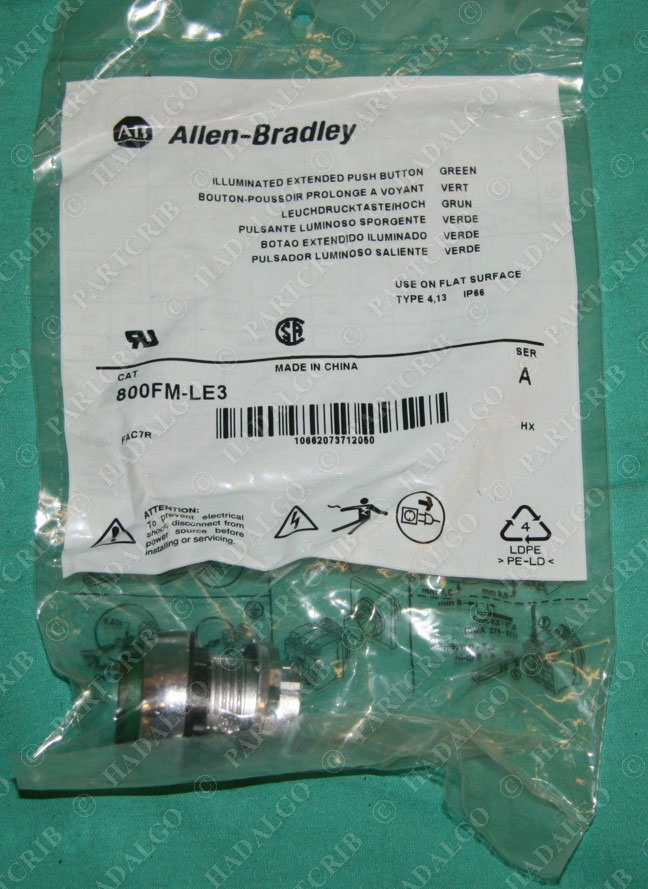 AB Allen-Bradley
ILLUMINATED EXTENDED PUSH BUTTON GREEN
BOUTON-POUSSOIR PROLONGE A VOYANT VERT
LEUCHDRUCKTASTE/HOCH GRUN
PULSANTE LUMINOSO SPORGENTE VERDE
BOTAO EXTENDIDO ILUMINADO VERDE
PULSADOR LUMINOSO SALIENTE VERDE
USE ON FLAT SURFACE
TYPE 4,13 IP66
CAT
MADE IN CHINA
SER
800FM-LE3
A
FAC7R
10662073712060
HX
ATTENTION:
To prevent electrical
shock, disconnect from
power source before
installing or servicing.
4
LDPE
> PE-LD <
© PARTCRIB
© HADALGO